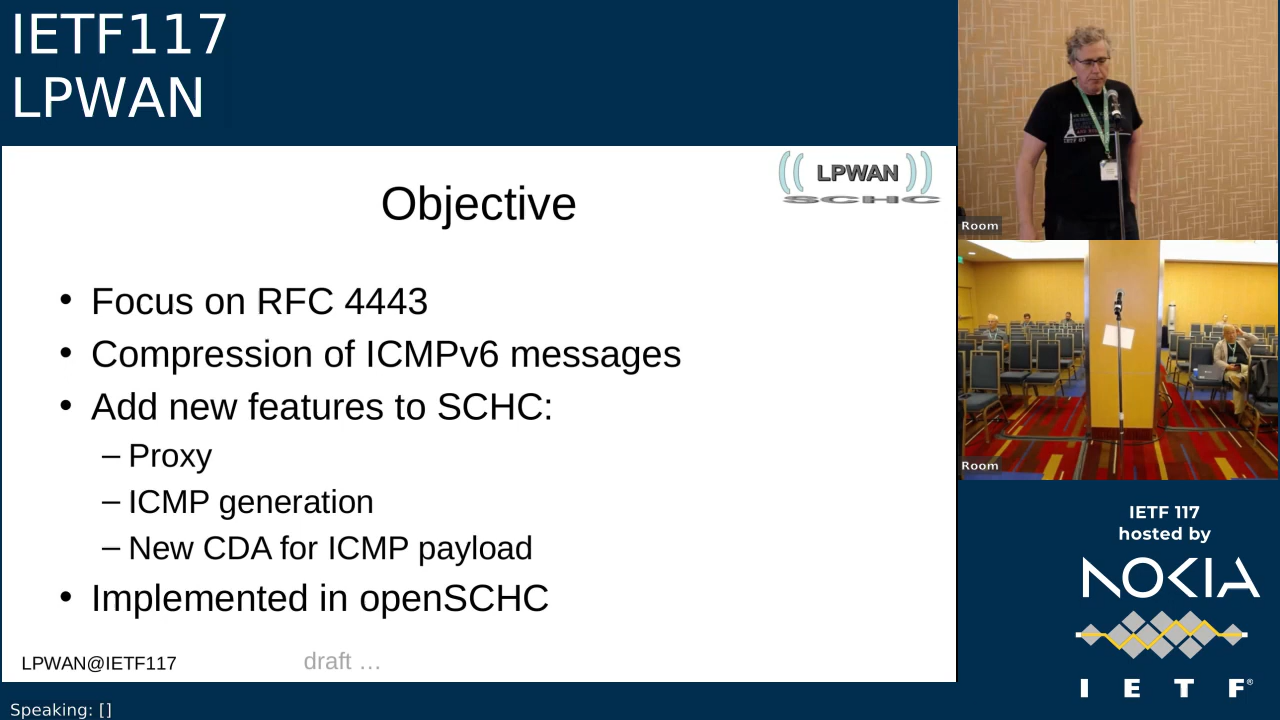 IETF117
LPWAN
LPWAN
SCHC
Objective
• Focus on RFC 4443
• Compression of ICMPv6 messages
• Add new features to SCHC:
– Proxy
– ICMP generation
– New CDA for ICMP payload
• Implemented in openSCHC
LPWAN@IETF117
draft ...
Speaking: []
Room
Room
IETF 117
hosted by
NOKIA
I E T F®